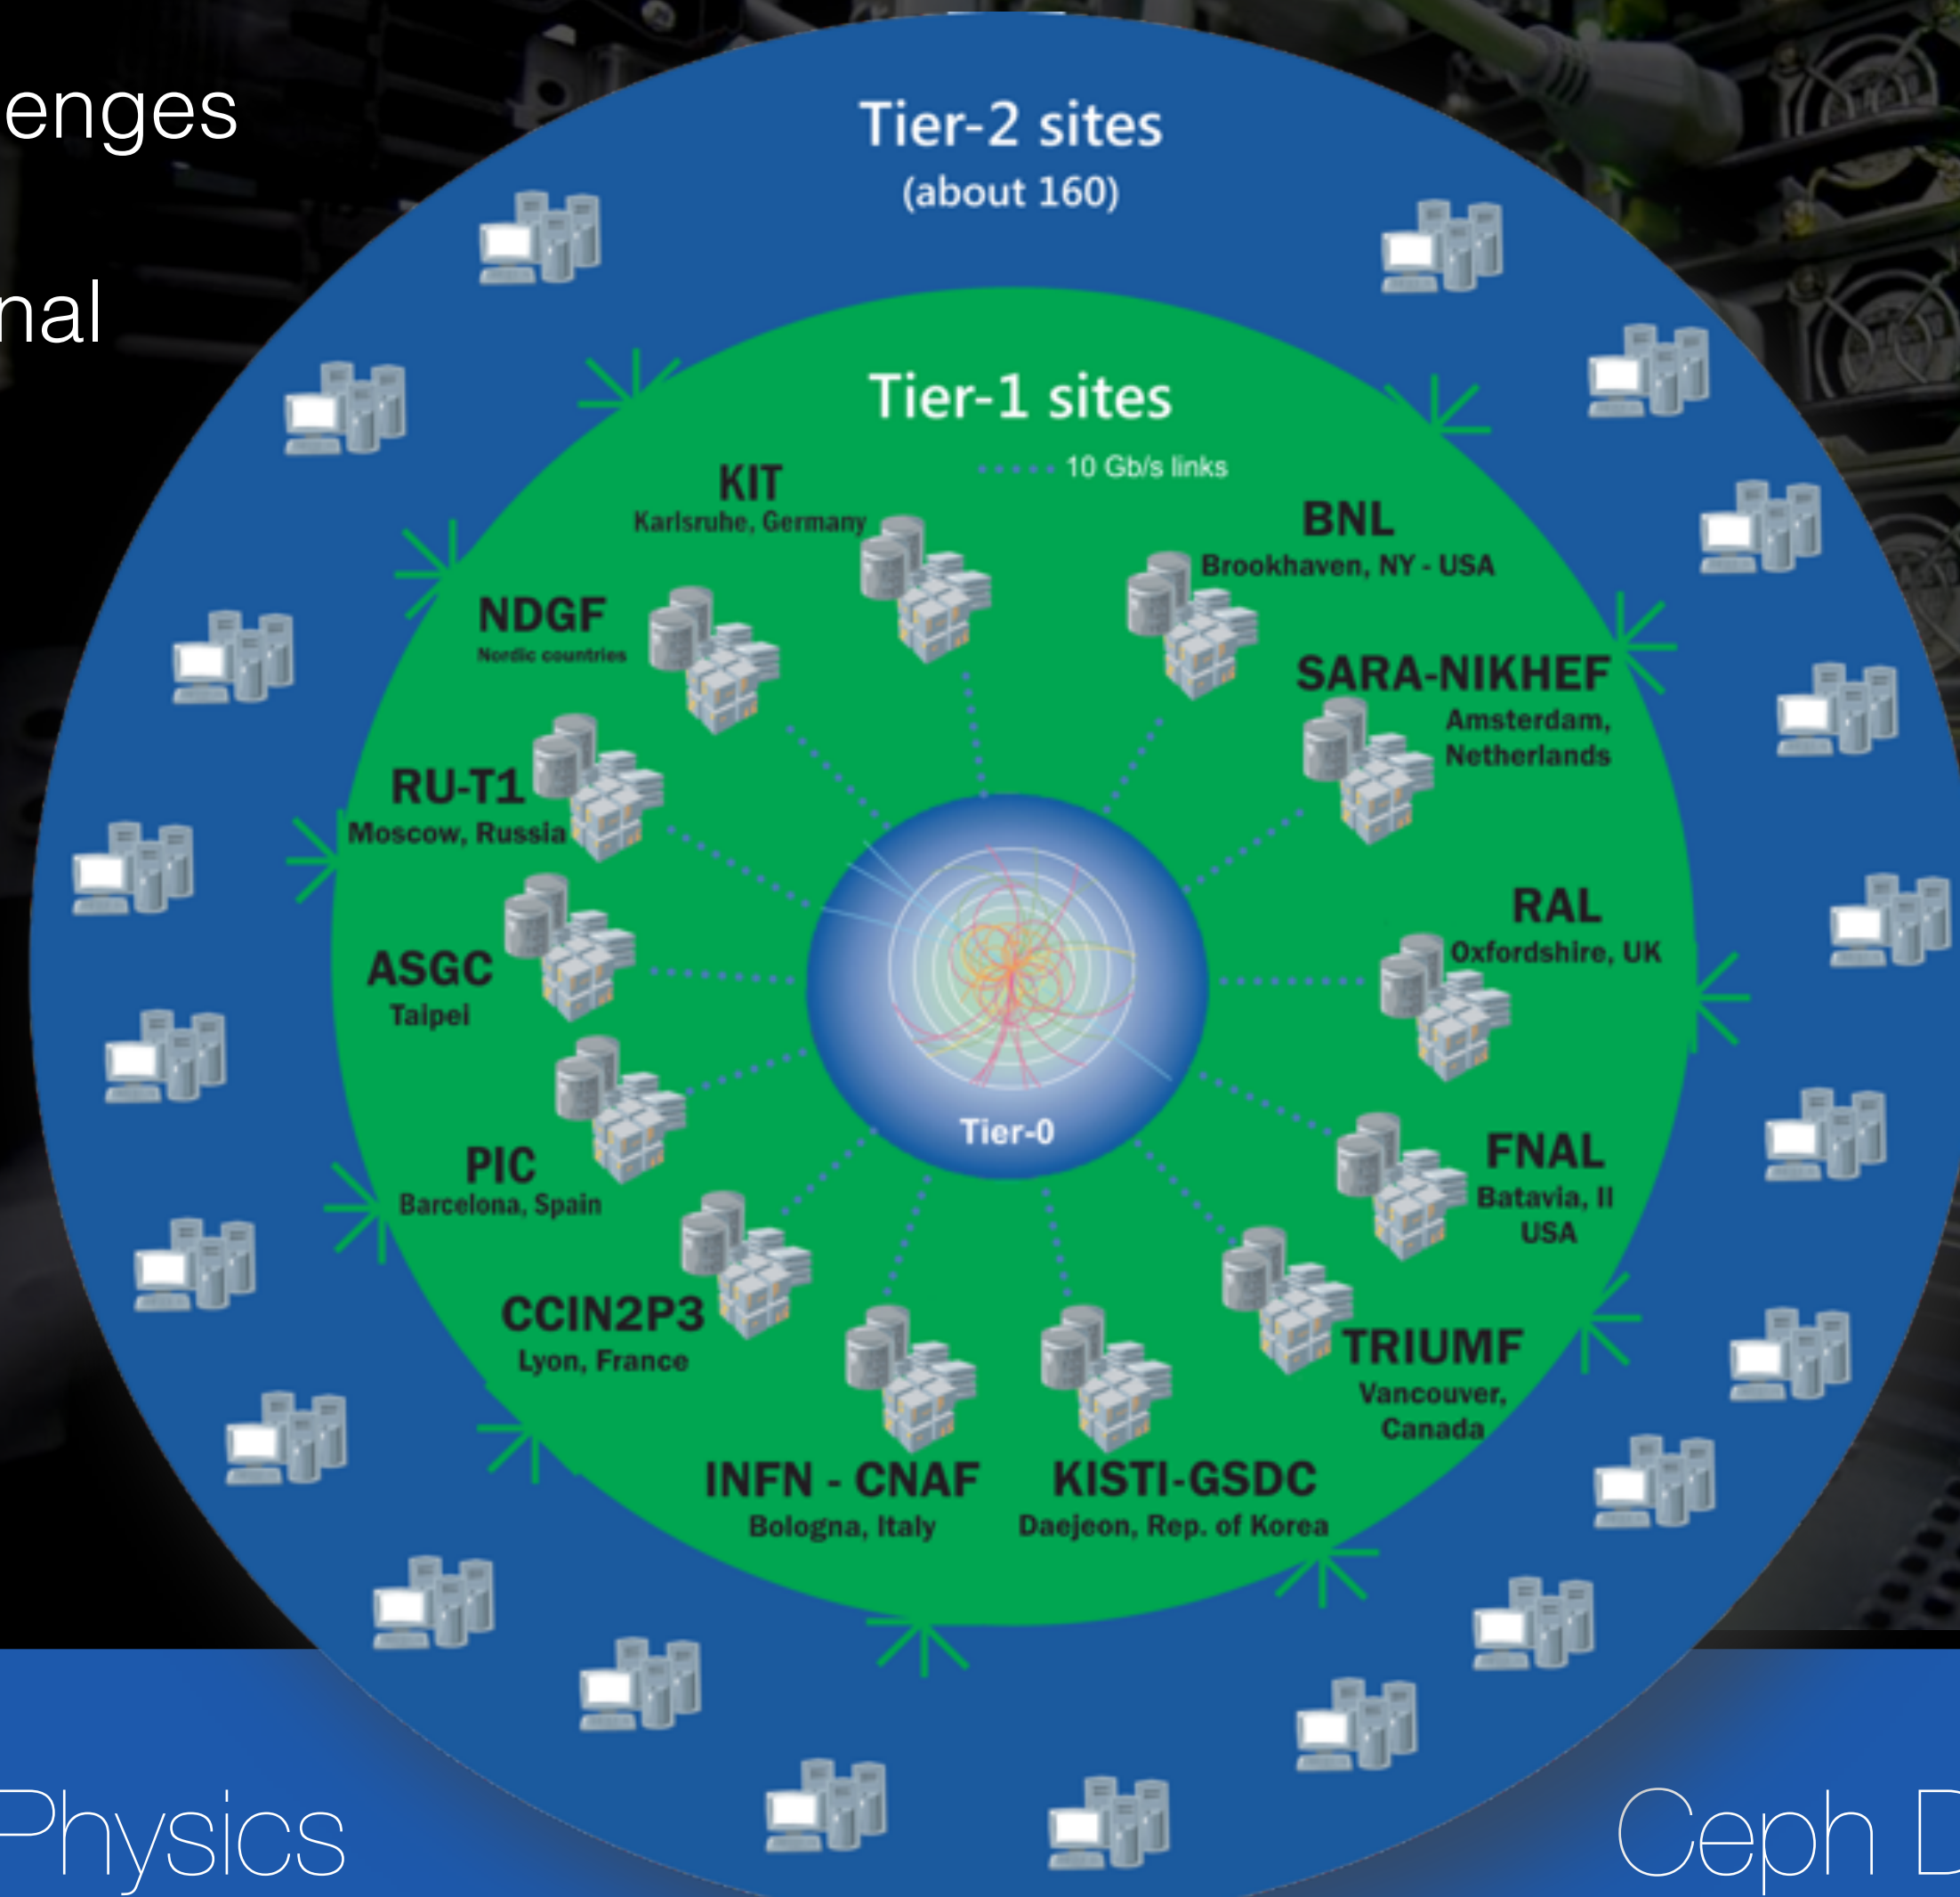 enges
nal
Tier-2 sites
(about 160)
Tier-1 sites
10 Gb/s links
KIT
Karlsruhe, Germany
BNL
Brookhaven, NY - USA
NDGF
Nordic countries
SARA-NIKHEF
Amsterdam,
Netherlands
RU-T1
Moscow, Russia
RAL
Oxfordshire, UK
ASGC
Taipei
Tier-0
FNAL
Batavia, Il
USA
PIC
Barcelona, Spain
CCIN2P3
Lyon, France
TRIUMF
Vancouver,
Canada
INFN - CNAF
Bologna, Italy
KISTI-GSDC
Daejeon, Rep. of Korea
Physics
Ceph D